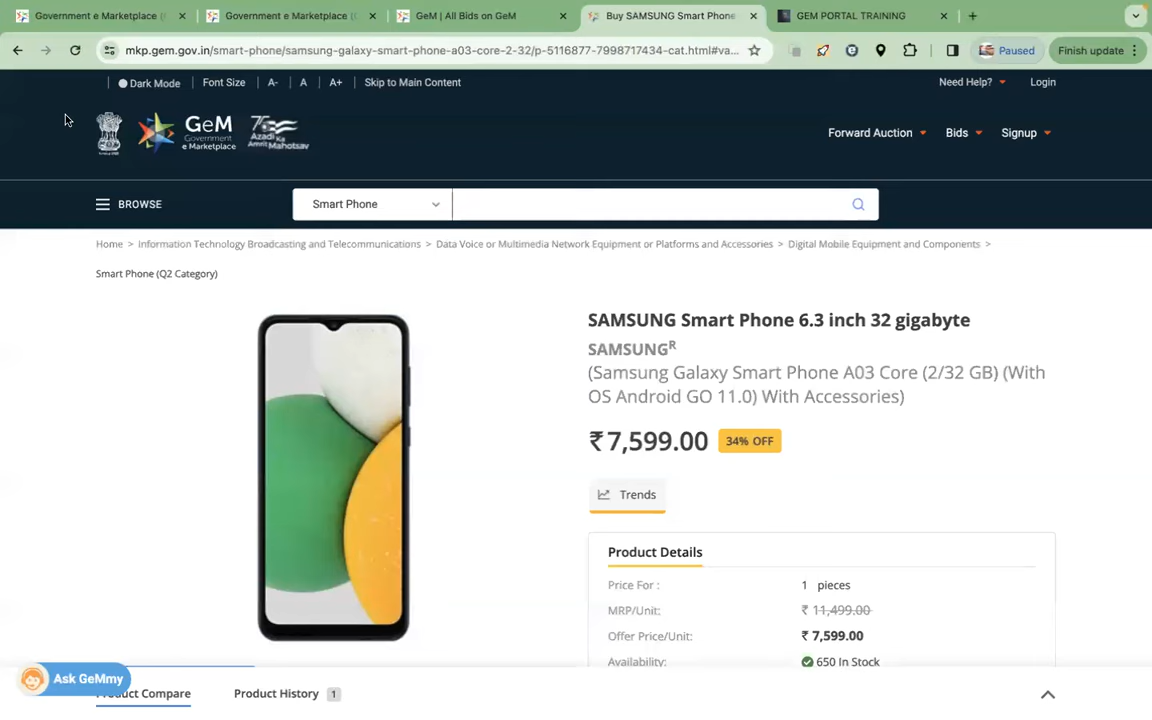 Government e Marketplace (
Government e Marketplace (
GeM | All Bids on GeM
Buy SAMSUNG Smart Phone
GEM PORTAL TRAINING
mkp.gem.gov.in/smart-phone/samsung-galaxy-smart-phone-a03-core-2-32/p-5116877-7998717434-cat.html#va...
Paused
Finish update
Dark Mode
Font Size
A-
A
A+
Skip to Main Content
Need Help?
Login
GeM
Government
e Marketplace
Azadi Ka
Amrit Mahotsav
Forward Auction
Bids
Signup
BROWSE
Smart Phone
Home > Information Technology Broadcasting and Telecommunications > Data Voice or Multimedia Network Equipment or Platforms and Accessories > Digital Mobile Equipment and Components >
Smart Phone (Q2 Category)
SAMSUNG Smart Phone 6.3 inch 32 gigabyte
SAMSUNGR
(Samsung Galaxy Smart Phone A03 Core (2/32 GB) (With
OS Android GO 11.0) With Accessories)
₹7,599.00 34% OFF
Trends
Product Details
Price For : 1 pieces
MRP/Unit: ₹ 11,499.00
Offer Price/Unit: ₹ 7,599.00
Availability: 650 In Stock
Ask GeMmy
Product Compare
Product History 1